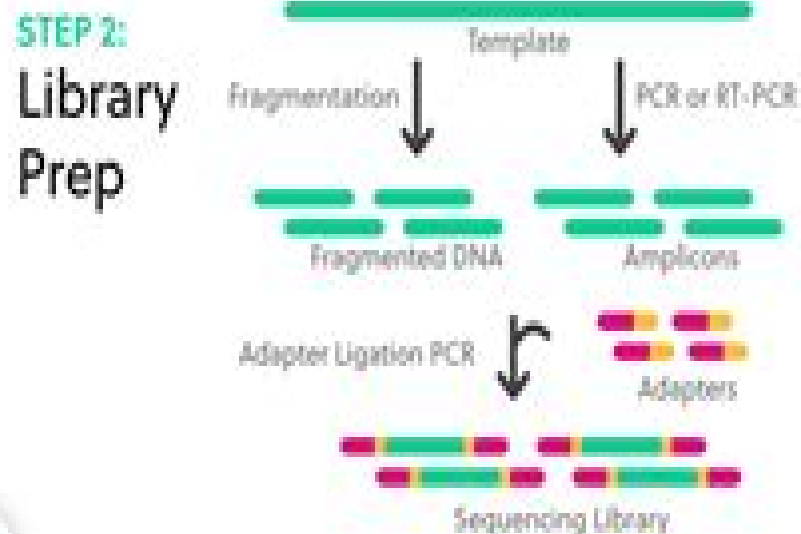 STEP 2:
Library
Prep
Template
Fragmentation
PCR or RT-PCR
Fragmented DNA
Amplicons
Adapter Ligation PCR
Adapters
Sequencing Library